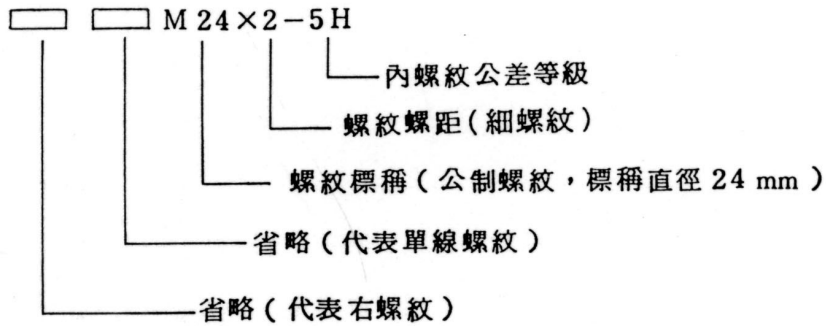 M 24×2-5H
內螺紋公差等級
螺紋螺距(細螺紋)
螺紋標稱(公制螺紋,標稱直徑 24 mm)
省略(代表單線螺紋)
省略(代表右螺紋)